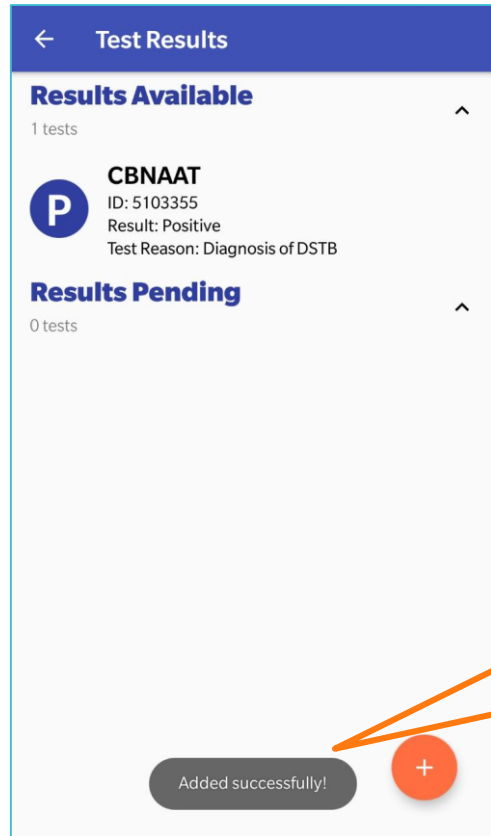 Test Results
Results Available
1 tests
P
CBNAAT
ID: 5103355
Result: Positive
Test Reason: Diagnosis of DSTB
Results Pending
0 tests
Added successfully!
+